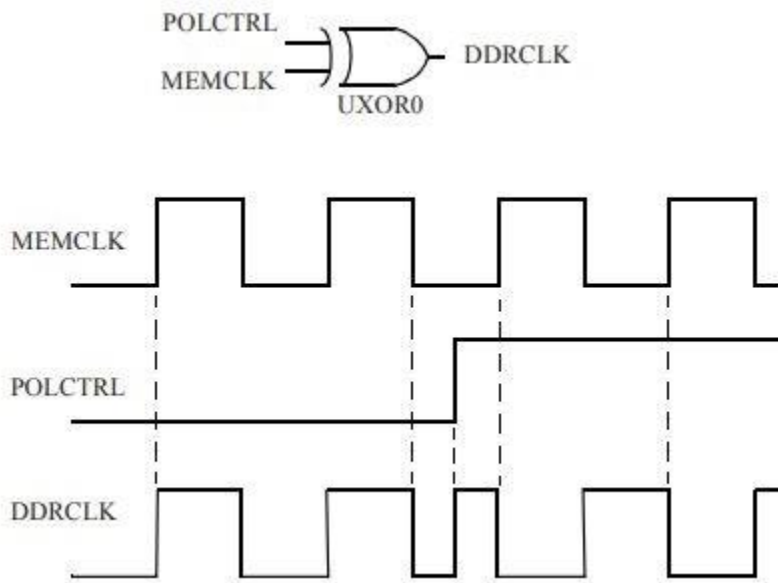 POLCTRL
MEMCLK
DDRCLK
UXOR0
MEMCLK
POLCTRL
DDRCLK